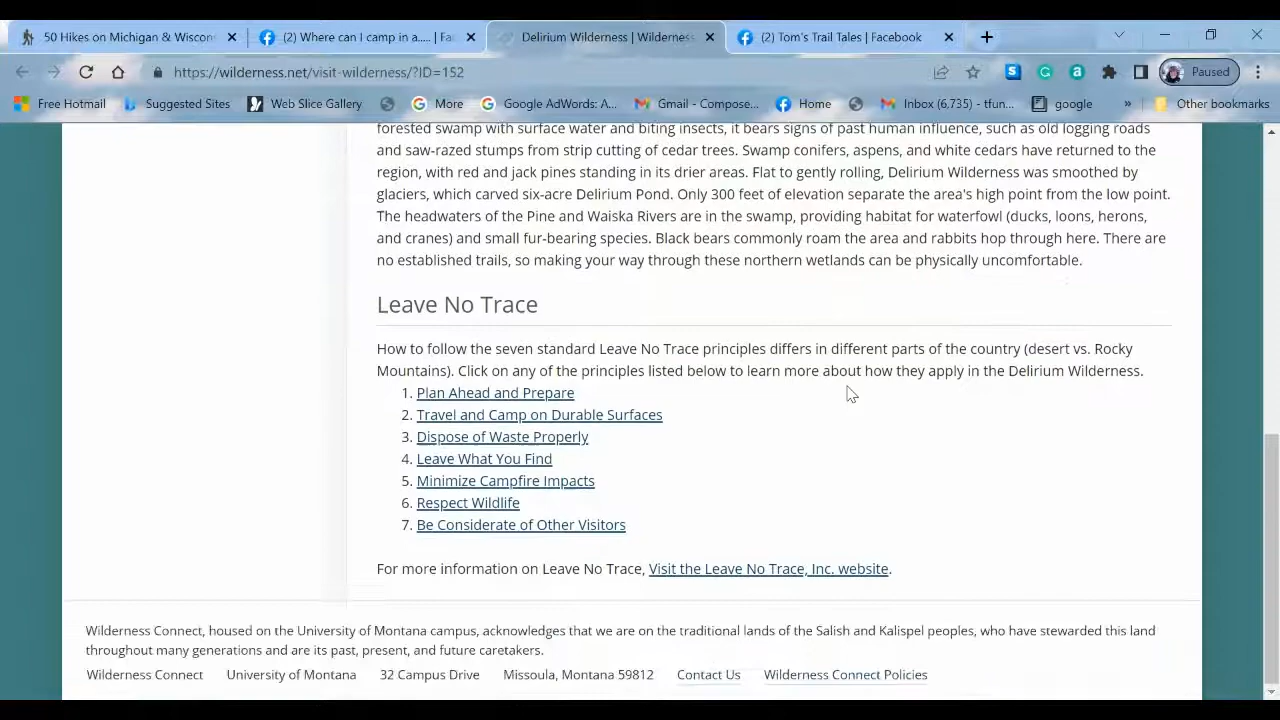 50 Hikes on Michigan & Wiscon
(2) Where can I camp in a..... | Fac
Delirium Wilderness | Wilderness
(2) Tom's Trail Tales | Facebook
https://wilderness.net/visit-wilderness/?ID=152
Paused
Free Hotmail
Suggested Sites
Web Slice Gallery
More
Google AdWords: A...
Gmail - Compose...
Home
Inbox (6,735) - tfun...
google
»
Other bookmarks
forested swamp with surface water and biting insects, it bears signs of past human influence, such as old logging roads
and saw-razed stumps from strip cutting of cedar trees. Swamp conifers, aspens, and white cedars have returned to the
region, with red and jack pines standing in its drier areas. Flat to gently rolling, Delirium Wilderness was smoothed by
glaciers, which carved six-acre Delirium Pond. Only 300 feet of elevation separate the area's high point from the low point.
The headwaters of the Pine and Waiska Rivers are in the swamp, providing habitat for waterfowl (ducks, loons, herons,
and cranes) and small fur-bearing species. Black bears commonly roam the area and rabbits hop through here. There are
no established trails, so making your way through these northern wetlands can be physically uncomfortable.
Leave No Trace
How to follow the seven standard Leave No Trace principles differs in different parts of the country (desert vs. Rocky
Mountains). Click on any of the principles listed below to learn more about how they apply in the Delirium Wilderness.
1. Plan Ahead and Prepare
2. Travel and Camp on Durable Surfaces
3. Dispose of Waste Properly
4. Leave What You Find
5. Minimize Campfire Impacts
6. Respect Wildlife
7. Be Considerate of Other Visitors
For more information on Leave No Trace, Visit the Leave No Trace, Inc. website.
Wilderness Connect, housed on the University of Montana campus, acknowledges that we are on the traditional lands of the Salish and Kalispel peoples, who have stewarded this land
throughout many generations and are its past, present, and future caretakers.
Wilderness Connect University of Montana 32 Campus Drive Missoula, Montana 59812 Contact Us Wilderness Connect Policies